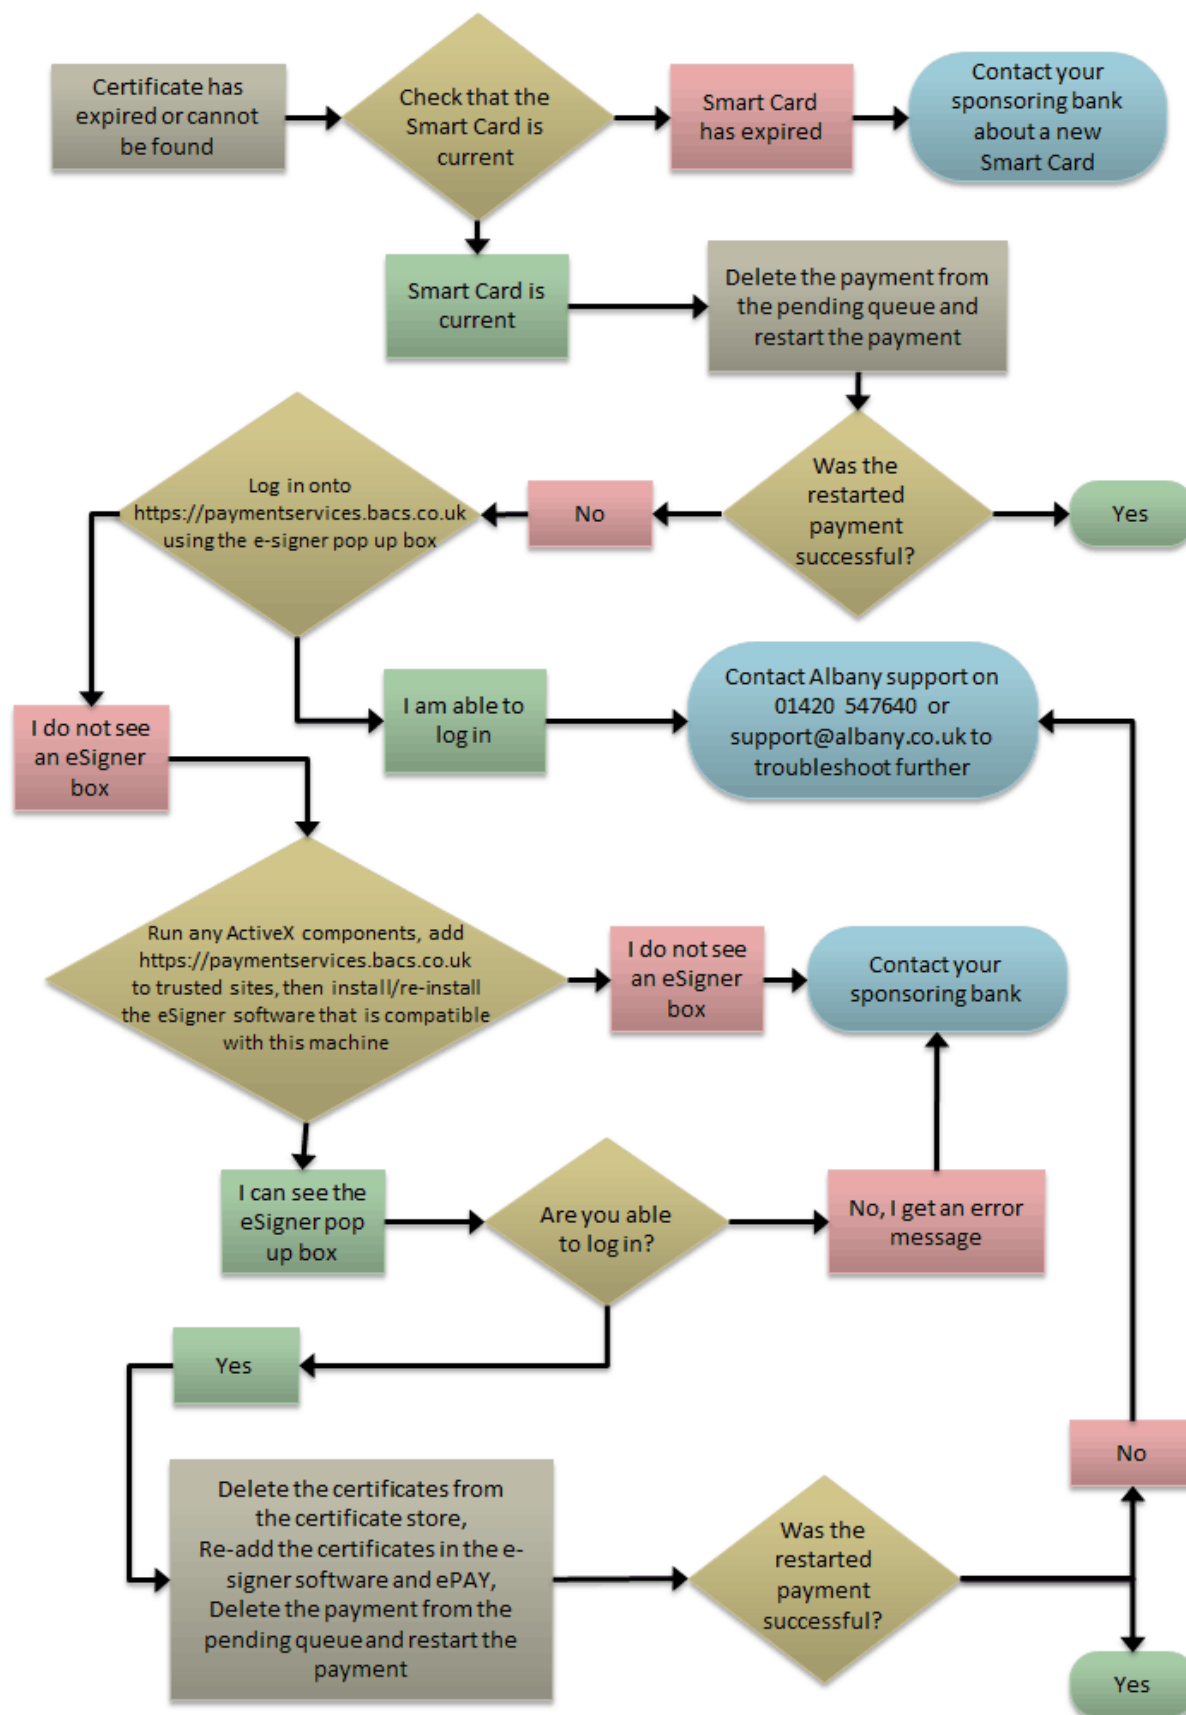 Certificate has
expired or cannot
be found
Check that the
Smart Card is
current
Smart Card
has expired
Contact your
sponsoring bank
about a new
Smart Card
Smart Card is
current
Delete the payment from
the pending queue and
restart the payment
Was the
restarted
payment
successful?
Yes
No
Log in onto
https://paymentservices.bacs.co.uk
using the e-signer pop up box
I do not see
an eSigner
box
I am able to
log in
Contact Albany support on
01420 547640 or
support@albany.co.uk to
troubleshoot further
Run any ActiveX components, add
https://paymentservices.bacs.co.uk
to trusted sites, then install/re-install
the eSigner software that is compatible
with this machine
I do not see
an eSigner
box
Contact your
sponsoring bank
I can see the
eSigner pop
up box
Are you able
to log in?
No, I get an error
message
Yes
Delete the certificates from
the certificate store,
Re-add the certificates in the e-
signer software and ePAY,
Delete the payment from the
pending queue and restart the
payment
Was the
restarted
payment
successful?
No
Yes